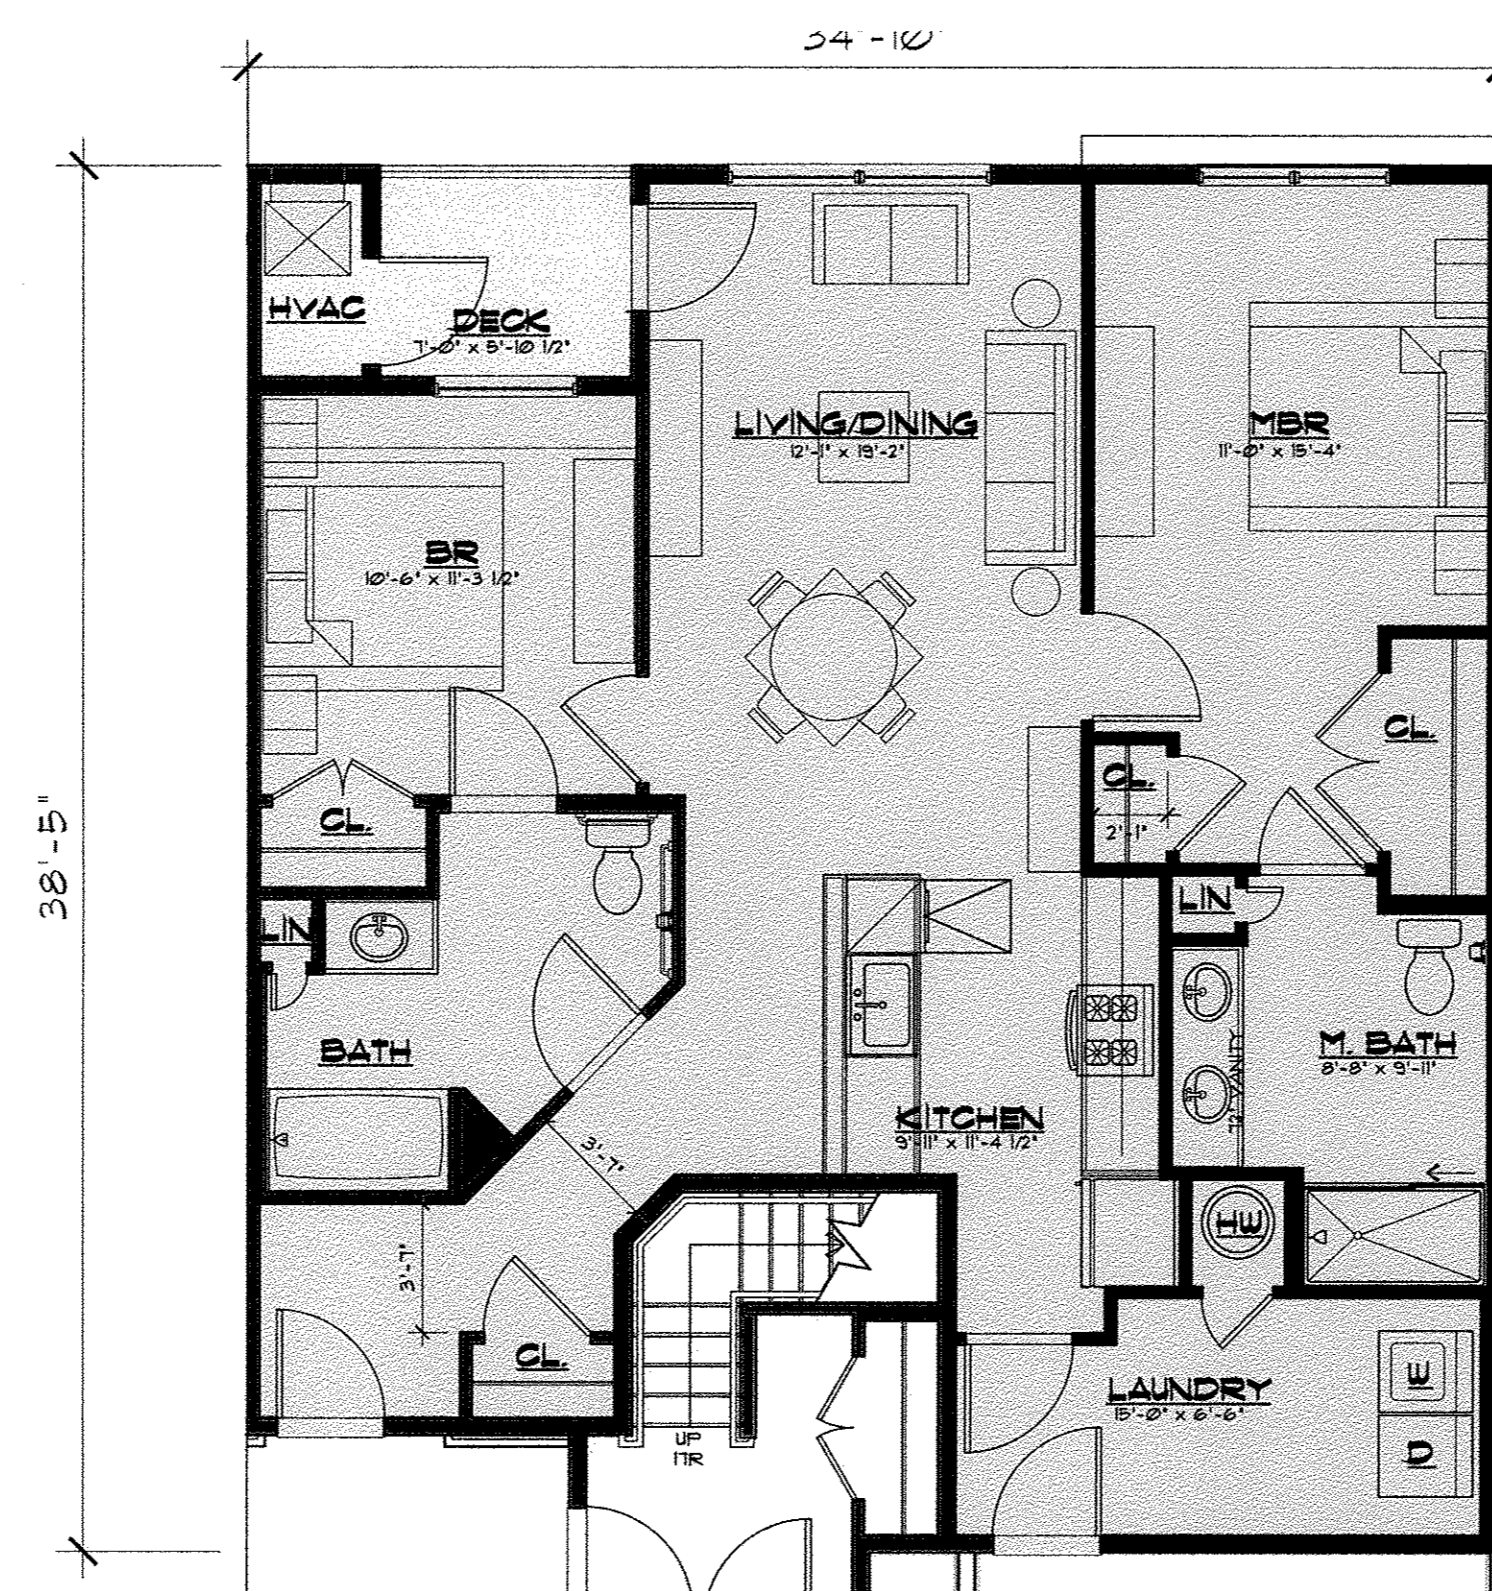 34'-10"
38'-5"
HVAC
DECK
7'-0" x 5'-10 1/2"
LIVING/DINING
12'-1" x 19'-2"
MBR
11'-0" x 15'-4"
BR
10'-6" x 11'-3 1/2"
CL.
CL.
2'-1"
CL.
LIN
LIN
BATH
M. BATH
8'-8" x 9'-11"
72" VANITY
KITCHEN
9'-11" x 11'-4 1/2"
3'-7"
3'-7"
HW
CL.
LAUNDRY
15'-0" x 6'-6"
W
D
UP
17R